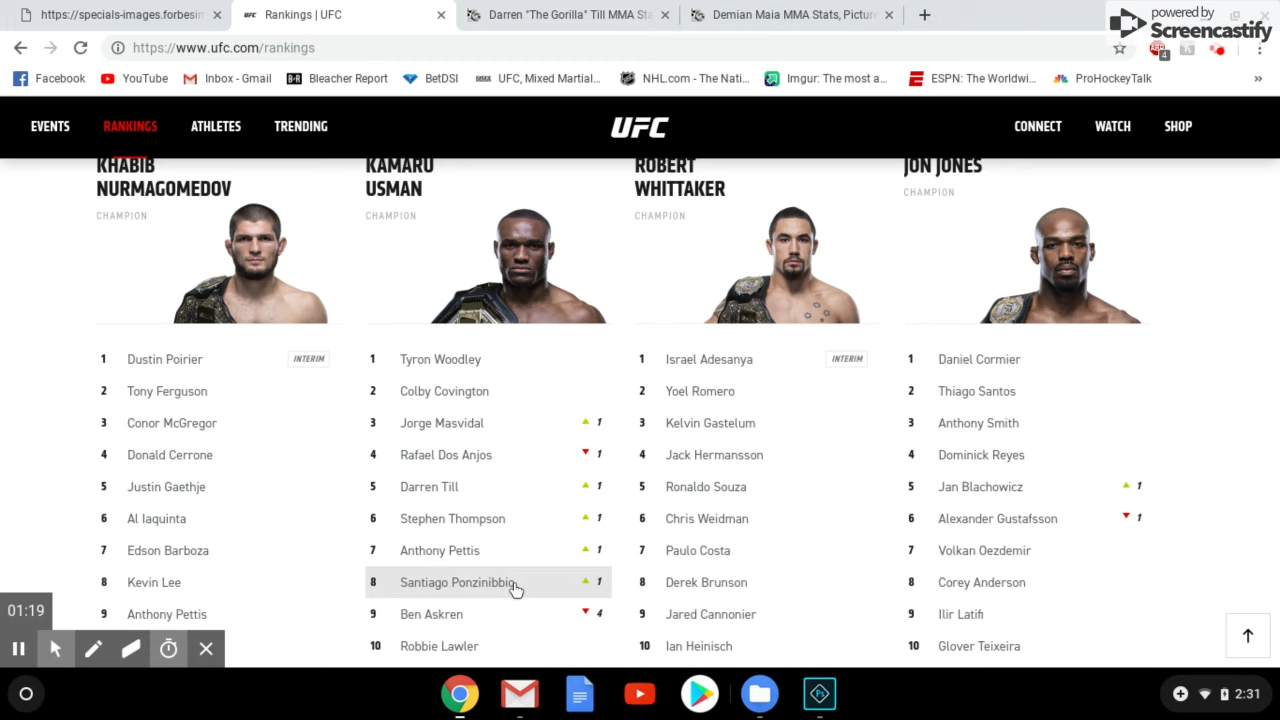 https://specials-images.forbesim
UFC Rankings | UFC
Darren "The Gorilla" Till MMA Sta
Demian Maia MMA Stats, Pictur
powered by
Screencastify
https://www.ufc.com/rankings
4
Facebook
YouTube
Inbox - Gmail
B-R Bleacher Report
BetDSI
UFC, Mixed Martial...
NHL.com - The Nati...
Imgur: The most a...
ESPN: The Worldwi...
ProHockeyTalk
»
EVENTS
RANKINGS
ATHLETES
TRENDING
UFC
CONNECT
WATCH
SHOP
KHABIB
NURMAGOMEDOV
CHAMPION
1 Dustin Poirier INTERIM
2 Tony Ferguson
3 Conor McGregor
4 Donald Cerrone
5 Justin Gaethje
6 Al Iaquinta
7 Edson Barboza
8 Kevin Lee
9 Anthony Pettis
KAMARU
USMAN
CHAMPION
1 Tyron Woodley
2 Colby Covington
3 Jorge Masvidal 1
4 Rafael Dos Anjos 1
5 Darren Till 1
6 Stephen Thompson 1
7 Anthony Pettis 1
8 Santiago Ponzinibbio 1
9 Ben Askren 4
10 Robbie Lawler
ROBERT
WHITTAKER
CHAMPION
1 Israel Adesanya INTERIM
2 Yoel Romero
3 Kelvin Gastelum
4 Jack Hermansson
5 Ronaldo Souza
6 Chris Weidman
7 Paulo Costa
8 Derek Brunson
9 Jared Cannonier
10 Ian Heinisch
JON JONES
CHAMPION
1 Daniel Cormier
2 Thiago Santos
3 Anthony Smith
4 Dominick Reyes
5 Jan Blachowicz 1
6 Alexander Gustafsson 1
7 Volkan Oezdemir
8 Corey Anderson
9 Ilir Latifi
10 Glover Teixeira
01:19
Ps
2:31